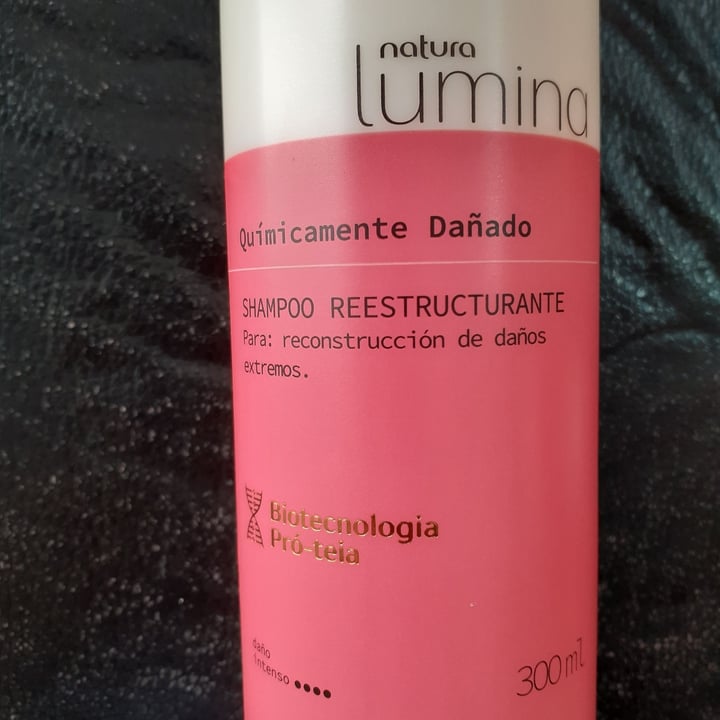 natura
lumina
Químicamente Dañado
SHAMPOO REESTRUCTURANTE
Para: reconstrucción de daños
extremos.
Biotecnologia
Pró-teia
daño
intenso
300ml